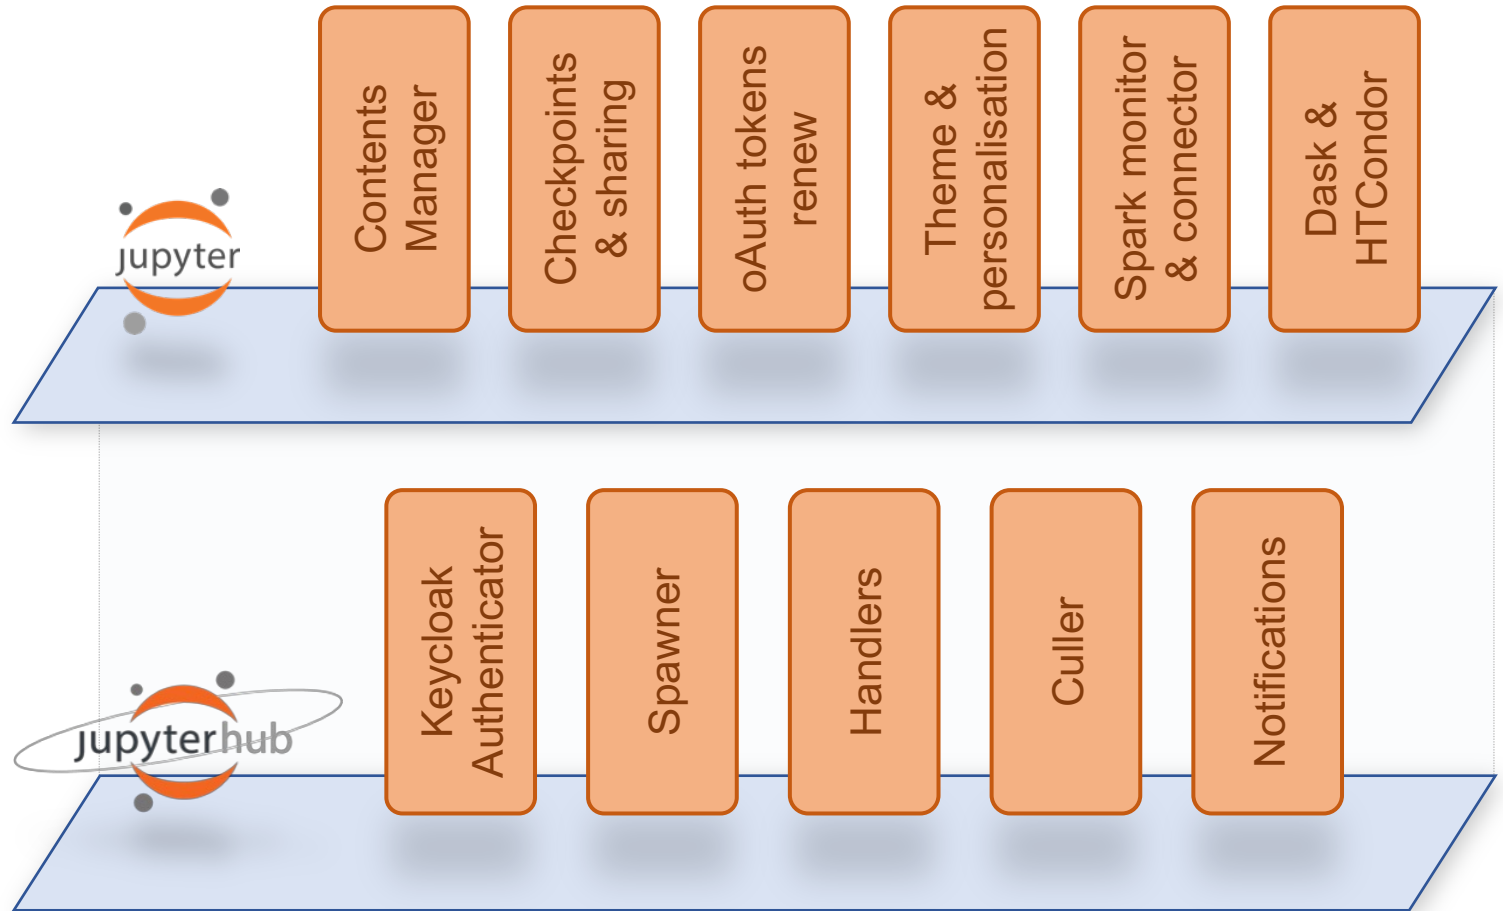 Contents
Manager
Checkpoints
& sharing
oAuth tokens
renew
Theme &
personalisation
Spark monitor
& connector
Dask &
HTCondor
jupyter
Keycloak
Authenticator
Spawner
Handlers
Culler
Notifications
jupyterhub